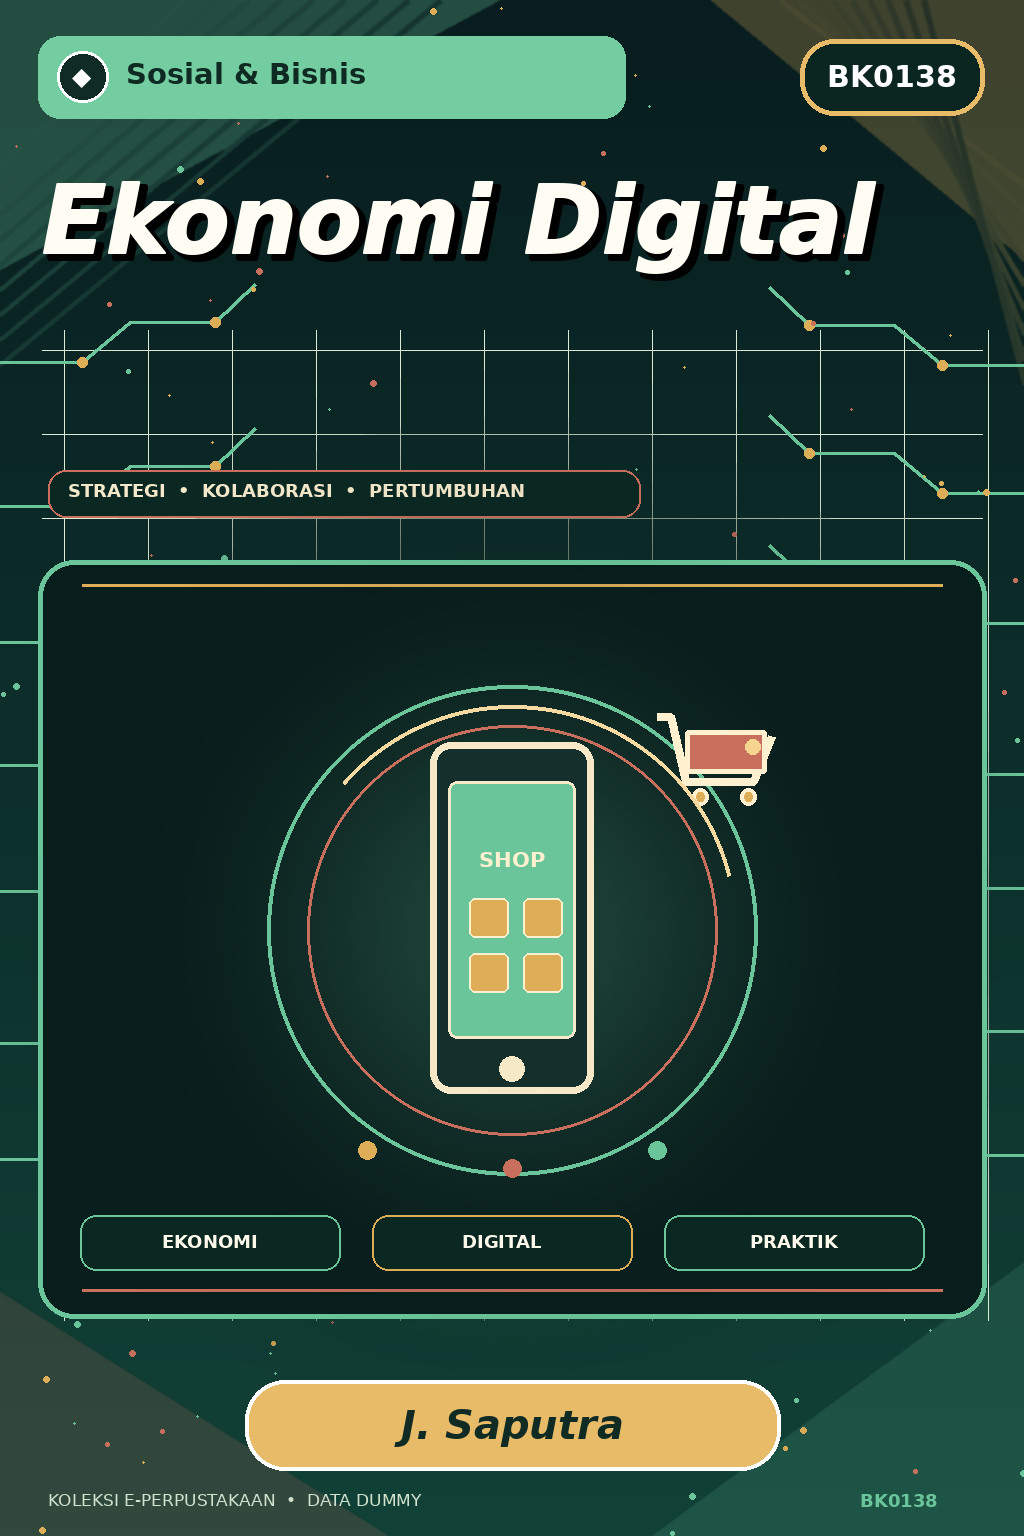 Sosial & Bisnis
BK0138
Ekonomi Digital
STRATEGI • KOLABORASI • PERTUMBUHAN
SHOP
EKONOMI
DIGITAL
PRAKTIK
J. Saputra
KOLEKSI E-PERPUSTAKAAN • DATA DUMMY
BK0138